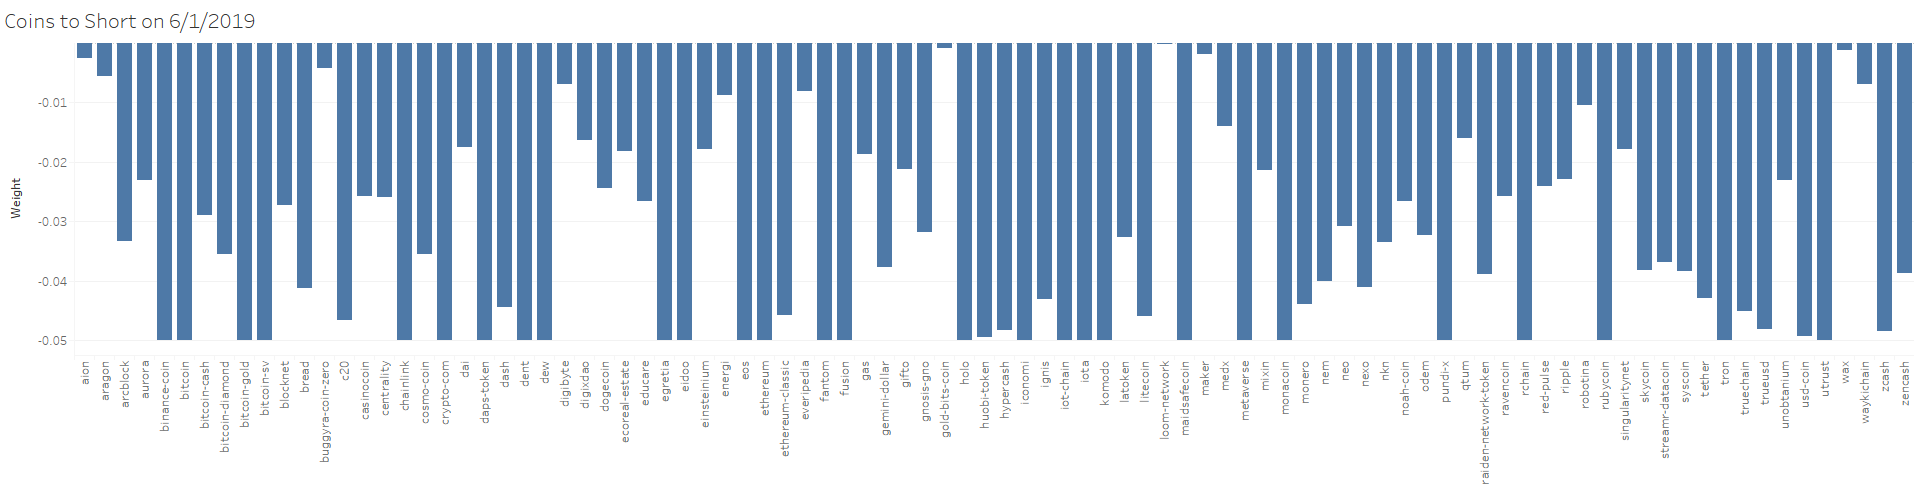 Coins to Short on 6/1/2019
Weight
-0.01
-0.02
-0.03
-0.04
-0.05
aion
aragon
arcblock
aurora
binance-coin
bitcoin
bitcoin-cash
bitcoin-diamond
bitcoin-gold
bitcoin-sv
blocknet
bread
buggyra-coin-zero
c20
casinocoin
centrality
chainlink
cosmo-coin
crypto-com
dai
daps-token
dash
dent
dew
digibyte
digixdao
dogecoin
ecoreal-estate
educare
egretia
eidoo
einsteinium
energi
eos
ethereum
ethereum-classic
everipedia
fantom
fusion
gas
gemini-dollar
gifto
gnosis-gno
gold-bits-coin
holo
huobi-token
hypercash
iconomi
ignis
iot-chain
iota
komodo
latoken
litecoin
loom-network
maidsafecoin
maker
medx
metaverse
mixin
monacoin
monero
nem
neo
nexo
nkn
noah-coin
odem
pundi-x
qtum
raiden-network-token
ravencoin
rchain
red-pulse
ripple
robotina
rubycoin
singularitynet
skycoin
streamr-datacoin
syscoin
tether
tron
truechain
trueusd
unobtanium
usd-coin
utrust
wax
waykichain
zcash
zencash